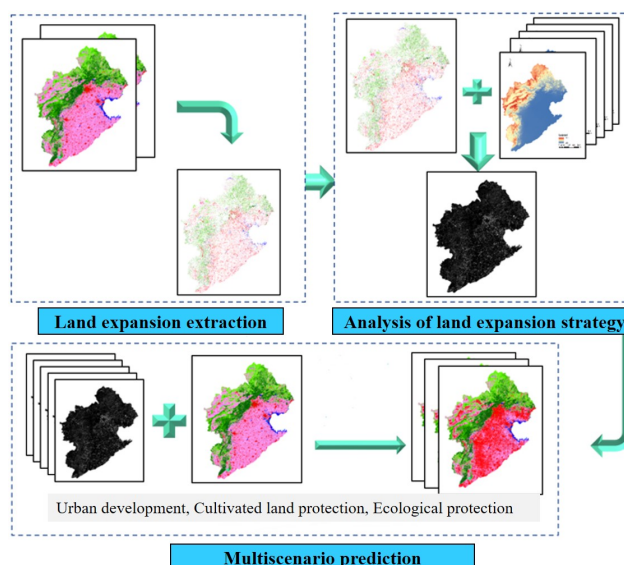 Land expansion extraction
Analysis of land expansion strategy
Urban development, Cultivated land protection, Ecological protection
Multiscenario prediction